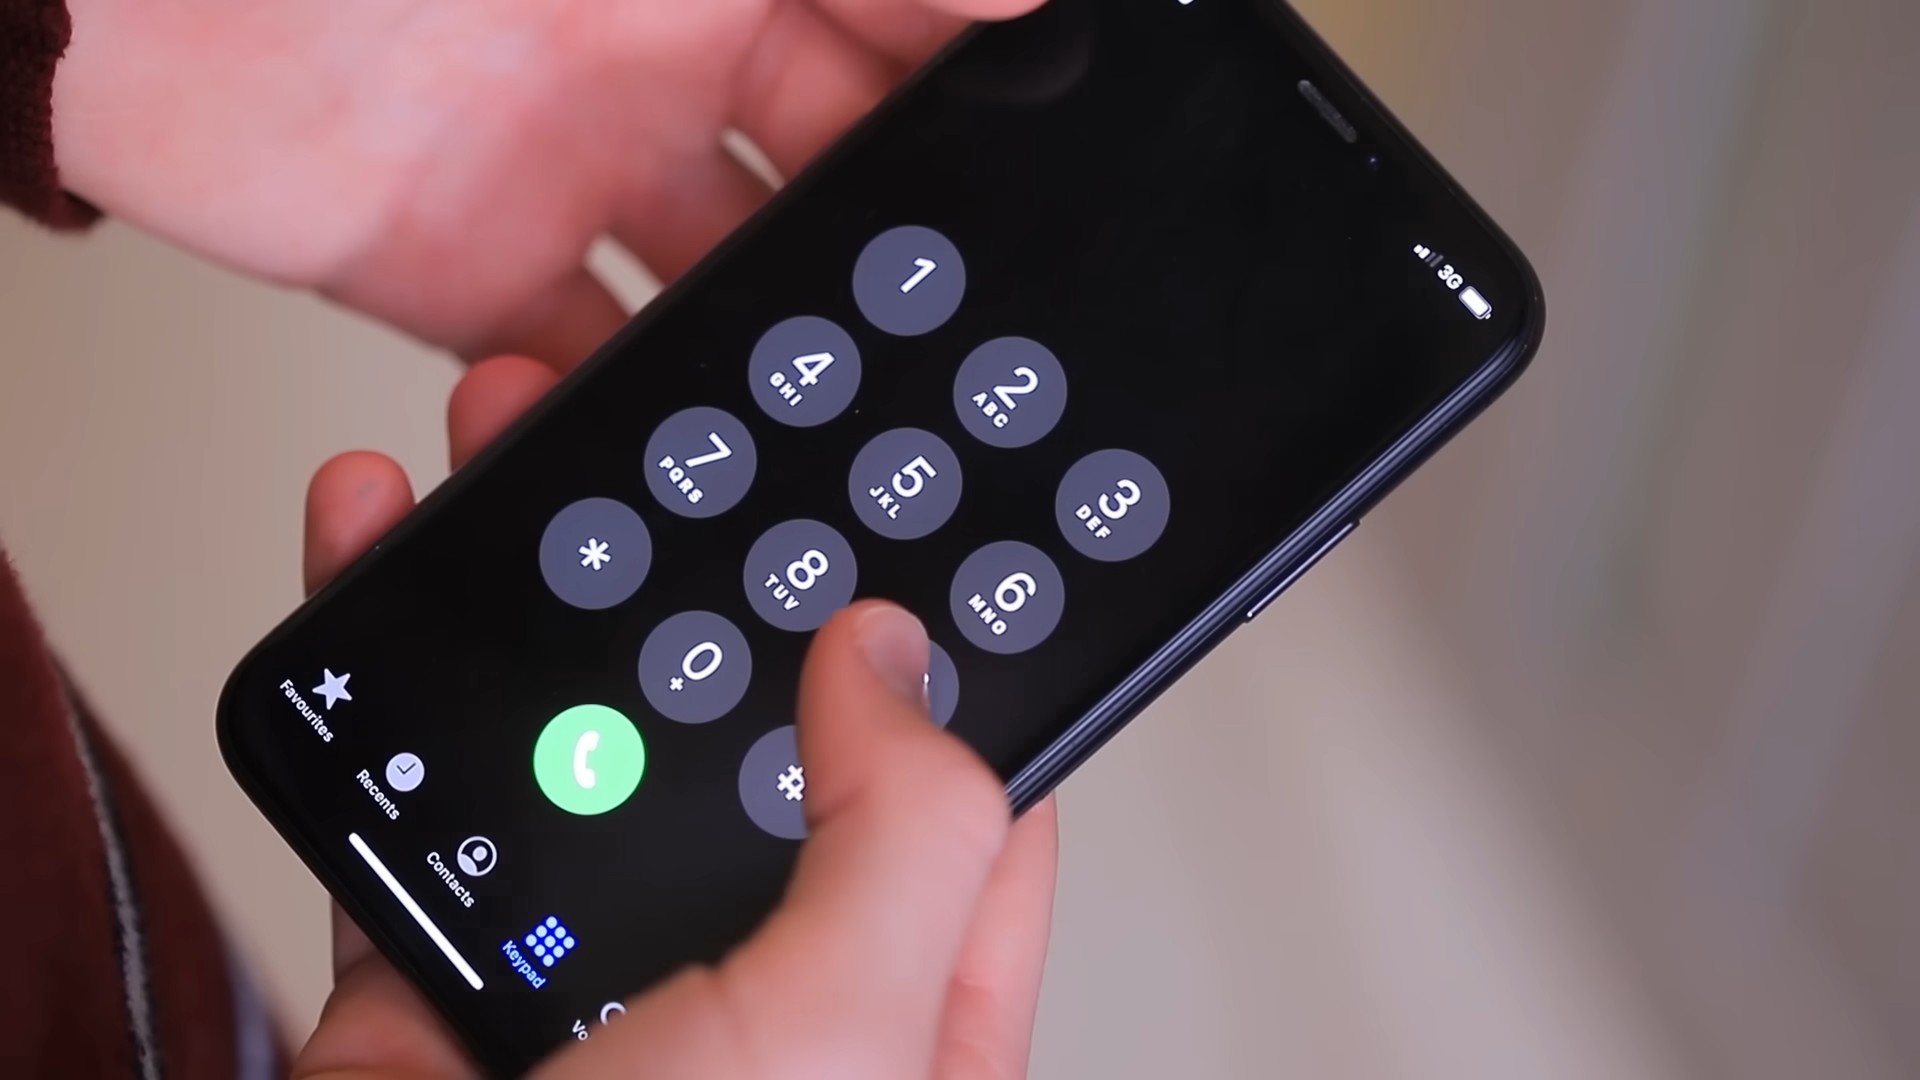 3G
1
2
ABC
3
DEF
4
GHI
5
JKL
6
MNO
7
PQRS
8
TUV
*
0
+
#
Favourites
Recents
Contacts
Keypad